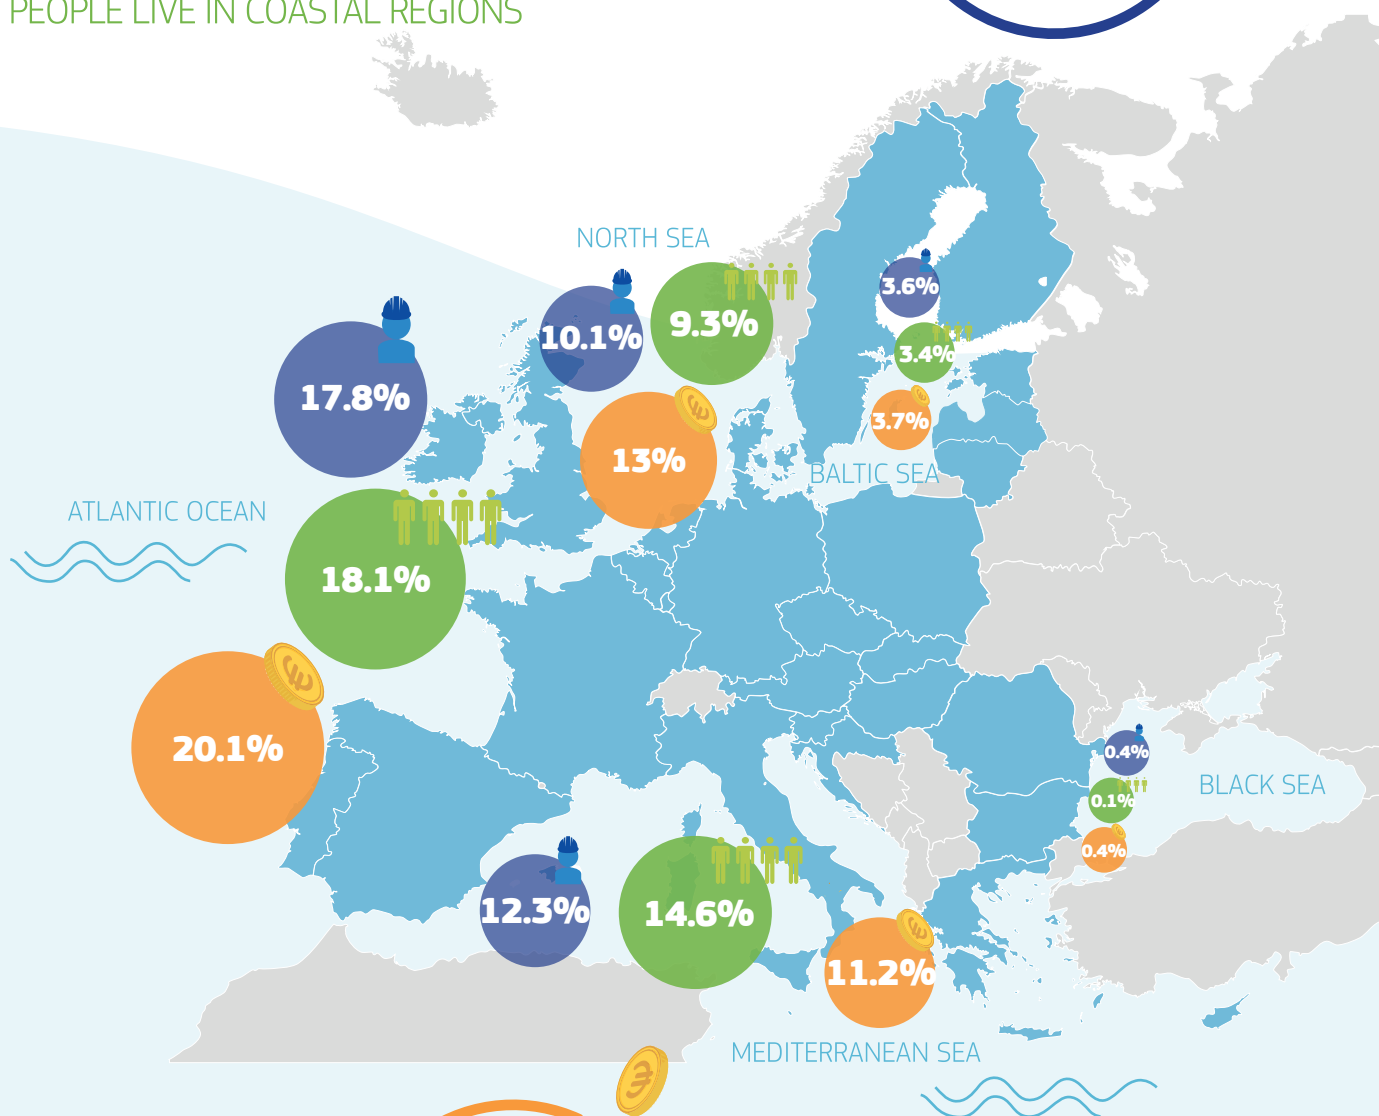 PEOPLE LIVE IN COASTAL REGIONS
NORTH SEA
3.6%
10.1%
9.3%
3.4%
17.8%
3.7%
13%
BALTIC SEA
ATLANTIC OCEAN
18.1%
20.1%
0.4%
BLACK SEA
0.1%
0.4%
12.3%
14.6%
11.2%
MEDITERRANEAN SEA